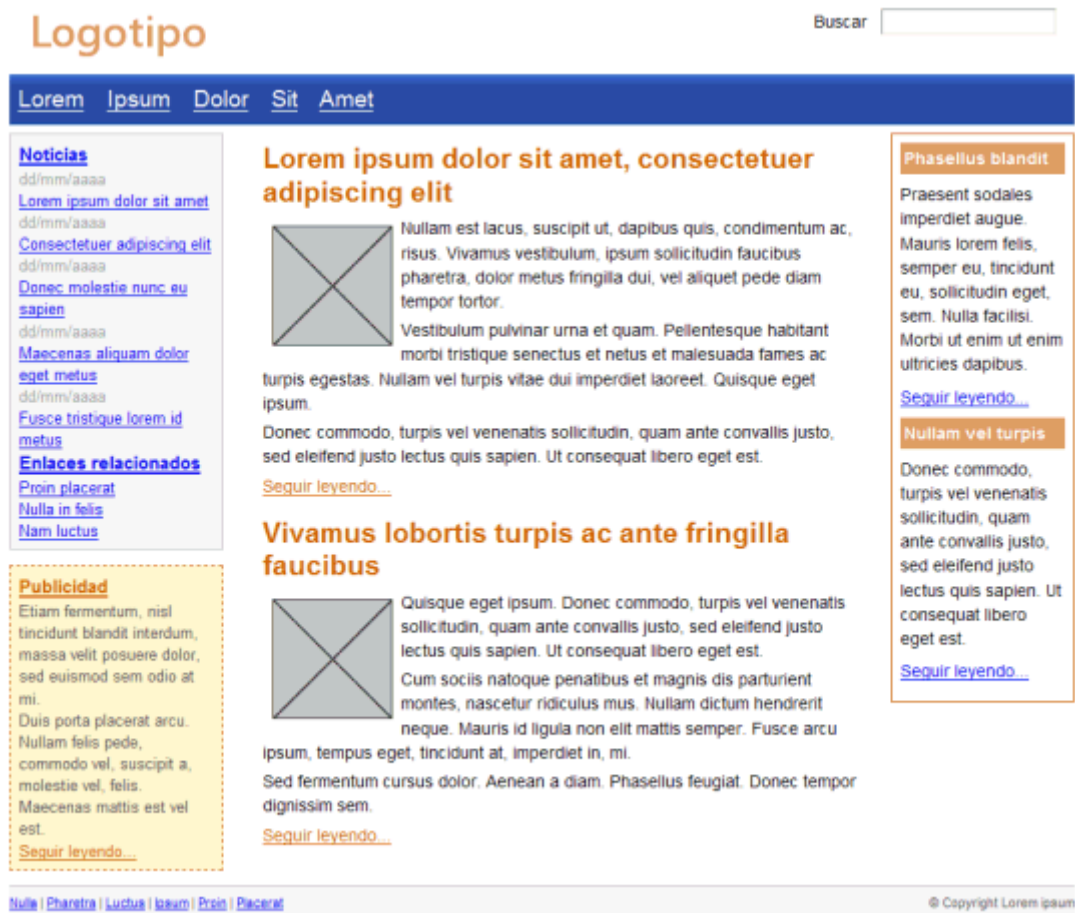 Logotipo
Buscar
Lorem Ipsum Dolor Sit Amet
Noticias
dd/mm/aaaa
Lorem ipsum dolor sit amet
dd/mm/aaaa
Consectetuer adipiscing elit
dd/mm/aaaa
Donec molestie nunc eu
sapien
dd/mm/aaaa
Maecenas aliquam dolor
eget metus
dd/mm/aaaa
Fusce tristique lorem id
metus
Enlaces relacionados
Proin placerat
Nulla in felis
Nam luctus
Publicidad
Etiam fermentum, nisl
tincidunt blandit interdum,
massa velit posuere dolor,
sed euismod sem odio at
mi.
Duis porta placerat arcu.
Nullam felis pede,
commodo vel, suscipit a,
molestie vel, felis.
Maecenas mattis est vel
est.
Seguir leyendo...
Lorem ipsum dolor sit amet, consectetuer
adipiscing elit
Nullam est lacus, suscipit ut, dapibus quis, condimentum ac,
risus. Vivamus vestibulum, ipsum sollicitudin faucibus
pharetra, dolor metus fringilla dui, vel aliquet pede diam
tempor tortor.
Vestibulum pulvinar urna et quam. Pellentesque habitant
morbi tristique senectus et netus et malesuada fames ac
turpis egestas. Nullam vel turpis vitae dui imperdiet laoreet. Quisque eget
ipsum.
Donec commodo, turpis vel venenatis sollicitudin, quam ante convallis justo,
sed eleifend justo lectus quis sapien. Ut consequat libero eget est.
Seguir leyendo...
Vivamus lobortis turpis ac ante fringilla
faucibus
Quisque eget ipsum. Donec commodo, turpis vel venenatis
sollicitudin, quam ante convallis justo, sed eleifend justo
lectus quis sapien. Ut consequat libero eget est.
Cum sociis natoque penatibus et magnis dis parturient
montes, nascetur ridiculus mus. Nullam dictum hendrerit
neque. Mauris id ligula non elit mattis semper. Fusce arcu
ipsum, tempus eget, tincidunt at, imperdiet in, mi.
Sed fermentum cursus dolor. Aenean a diam. Phasellus feugiat. Donec tempor
dignissim sem.
Seguir leyendo...
Phasellus blandit
Praesent sodales
imperdiet augue.
Mauris lorem felis,
semper eu, tincidunt
eu, sollicitudin eget,
sem. Nulla facilisi.
Morbi ut enim ut enim
ultricies dapibus.
Seguir leyendo...
Nullam vel turpis
Donec commodo,
turpis vel venenatis
sollicitudin, quam
ante convallis justo,
sed eleifend justo
lectus quis sapien. Ut
consequat libero
eget est.
Seguir leyendo...
Nulla | Pharetra | Luctus | Ipsum | Proin | Placerat
© Copyright Lorem ipsum